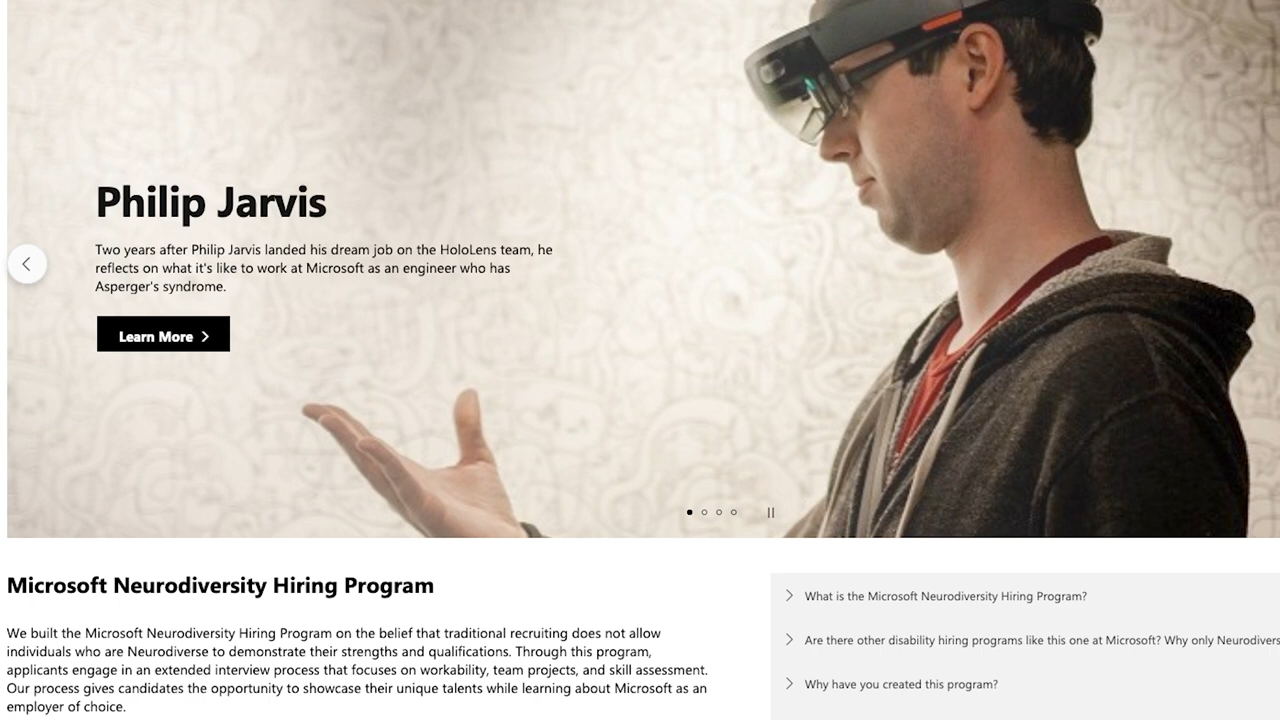 Philip Jarvis
Two years after Philip Jarvis landed his dream job on the HoloLens team, he
reflects on what it's like to work at Microsoft as an engineer who has
Asperger's syndrome.
Learn More
Microsoft Neurodiversity Hiring Program
We built the Microsoft Neurodiversity Hiring Program on the belief that traditional recruiting does not allow
individuals who are Neurodiverse to demonstrate their strengths and qualifications. Through this program,
applicants engage in an extended interview process that focuses on workability, team projects, and skill assessment.
Our process gives candidates the opportunity to showcase their unique talents while learning about Microsoft as an
employer of choice.
What is the Microsoft Neurodiversity Hiring Program?
Are there other disability hiring programs like this one at Microsoft? Why only Neurodivers
Why have you created this program?